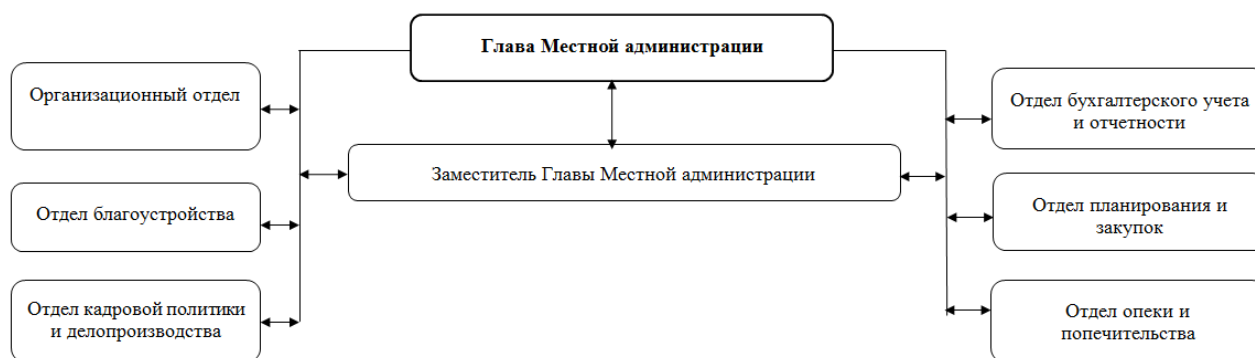 Глава Местной администрации
Организационный отдел
Отдел бухгалтерского учета
и отчетности
Заместитель Главы Местной администрации
Отдел благоустройства
Отдел планирования и
закупок
Отдел кадровой политики
и делопроизводства
Отдел опеки и
попечительства